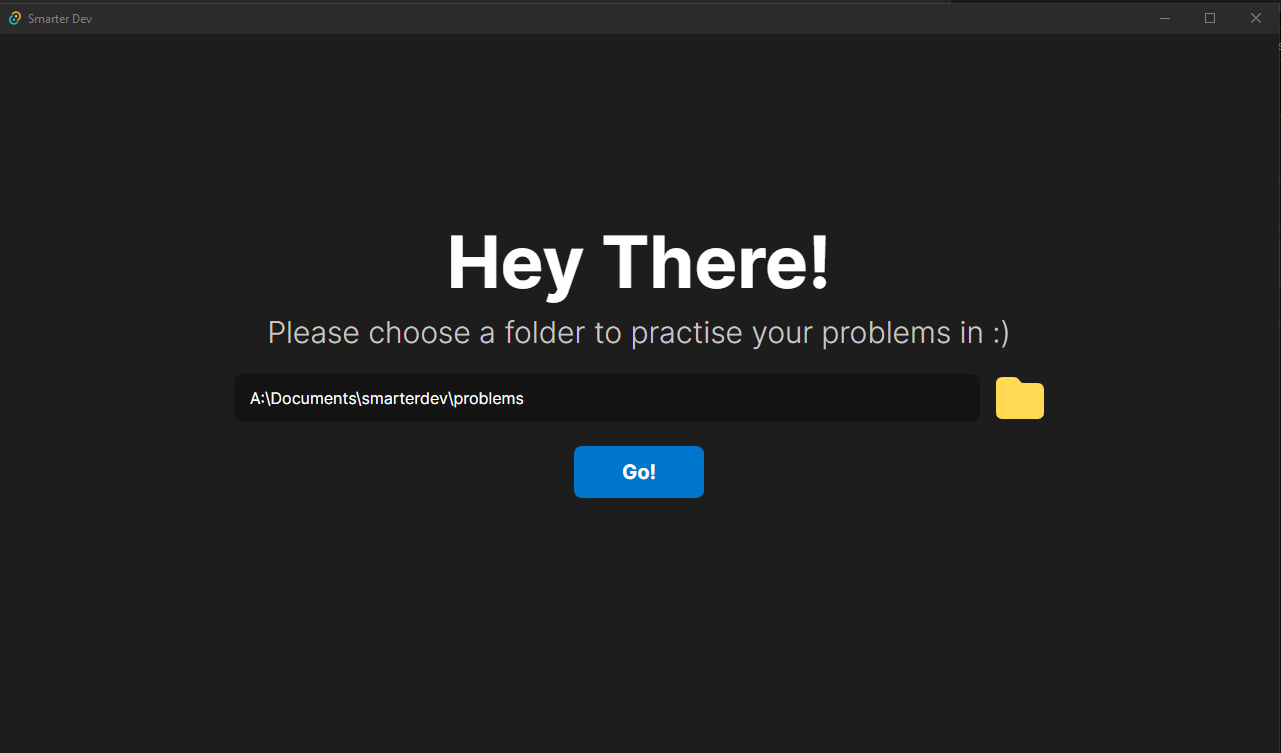 Smarter Dev
Hey There!
Please choose a folder to practise your problems in :)
A:\Documents\smarterdev\problems
Go!